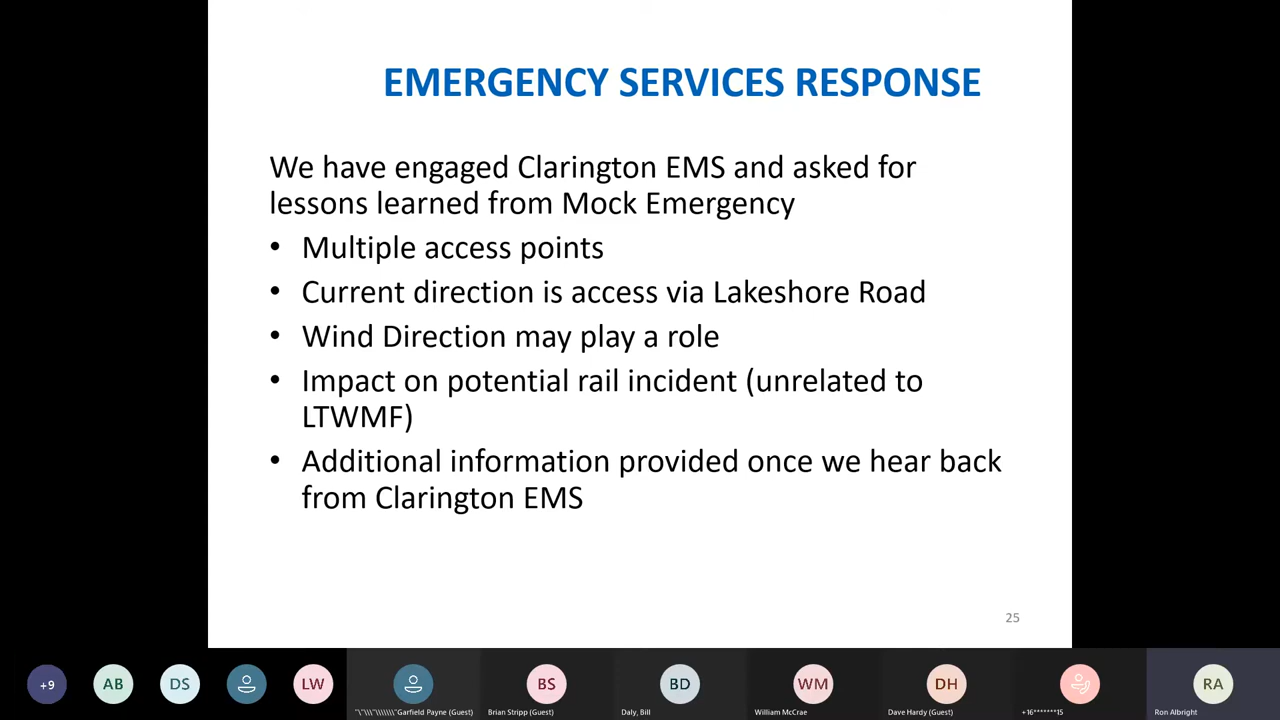 EMERGENCY SERVICES RESPONSE
We have engaged Clarington EMS and asked for
lessons learned from Mock Emergency
• Multiple access points
• Current direction is access via Lakeshore Road
• Wind Direction may play a role
• Impact on potential rail incident (unrelated to
LTWMF)
• Additional information provided once we hear back
from Clarington EMS
25
+9 AB DS LW BS BD WM DH RA
"\"\\\"\\\\\\\"Garfield Payne (Guest) Brian Stripp (Guest) Daly, Bill William McCrae Dave Hardy (Guest) +16*******15 Ron Albright